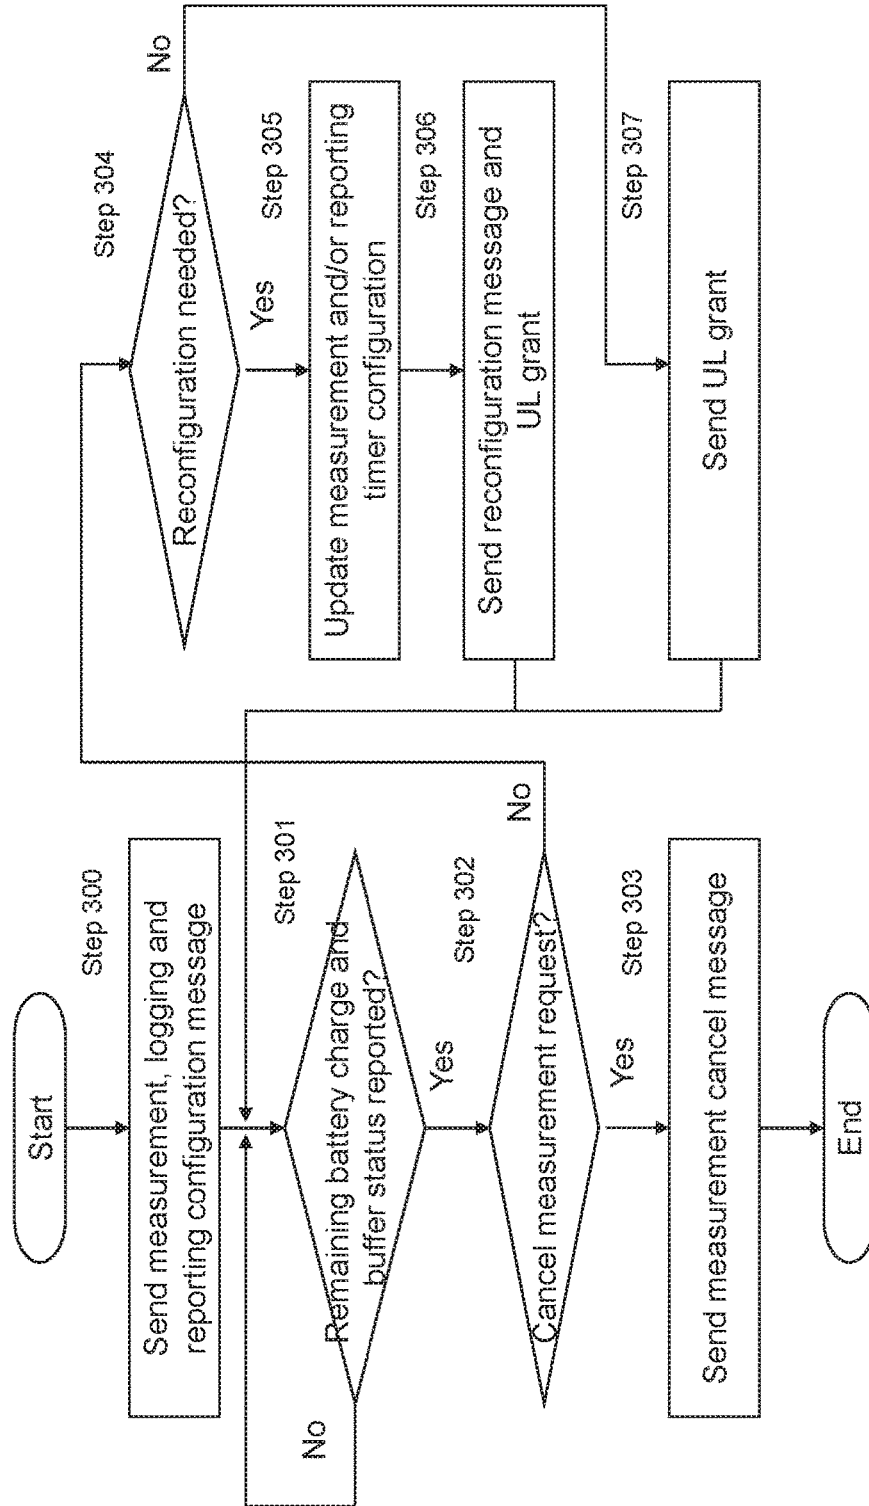 Start
Step 300
Send measurement, logging and
reporting configuration message
Step 301
Remaining battery charge and
buffer status reported?
No
Yes
Step 302
Cancel measurement request?
No
Yes
Step 303
Send measurement cancel message
End
Step 304
Reconfiguration needed?
No
Yes
Step 305
Update measurement and/or reporting
timer configuration
Step 306
Send reconfiguration message and
UL grant
Step 307
Send UL grant